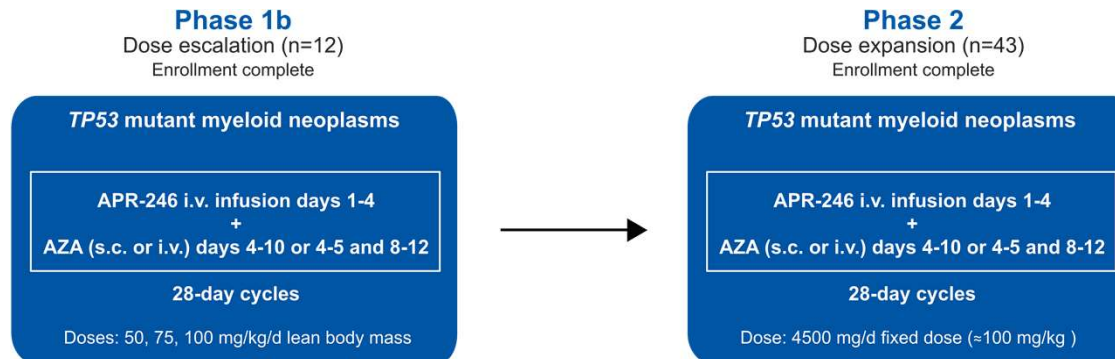 Phase 1b
Dose escalation (n=12)
Enrollment complete
TP53 mutant myeloid neoplasms
APR-246 i.v. infusion days 1-4
+
AZA (s.c. or i.v.) days 4-10 or 4-5 and 8-12
28-day cycles
Doses: 50, 75, 100 mg/kg/d lean body mass
Phase 2
Dose expansion (n=43)
Enrollment complete
TP53 mutant myeloid neoplasms
APR-246 i.v. infusion days 1-4
+
AZA (s.c. or i.v.) days 4-10 or 4-5 and 8-12
28-day cycles
Dose: 4500 mg/d fixed dose (≈100 mg/kg )